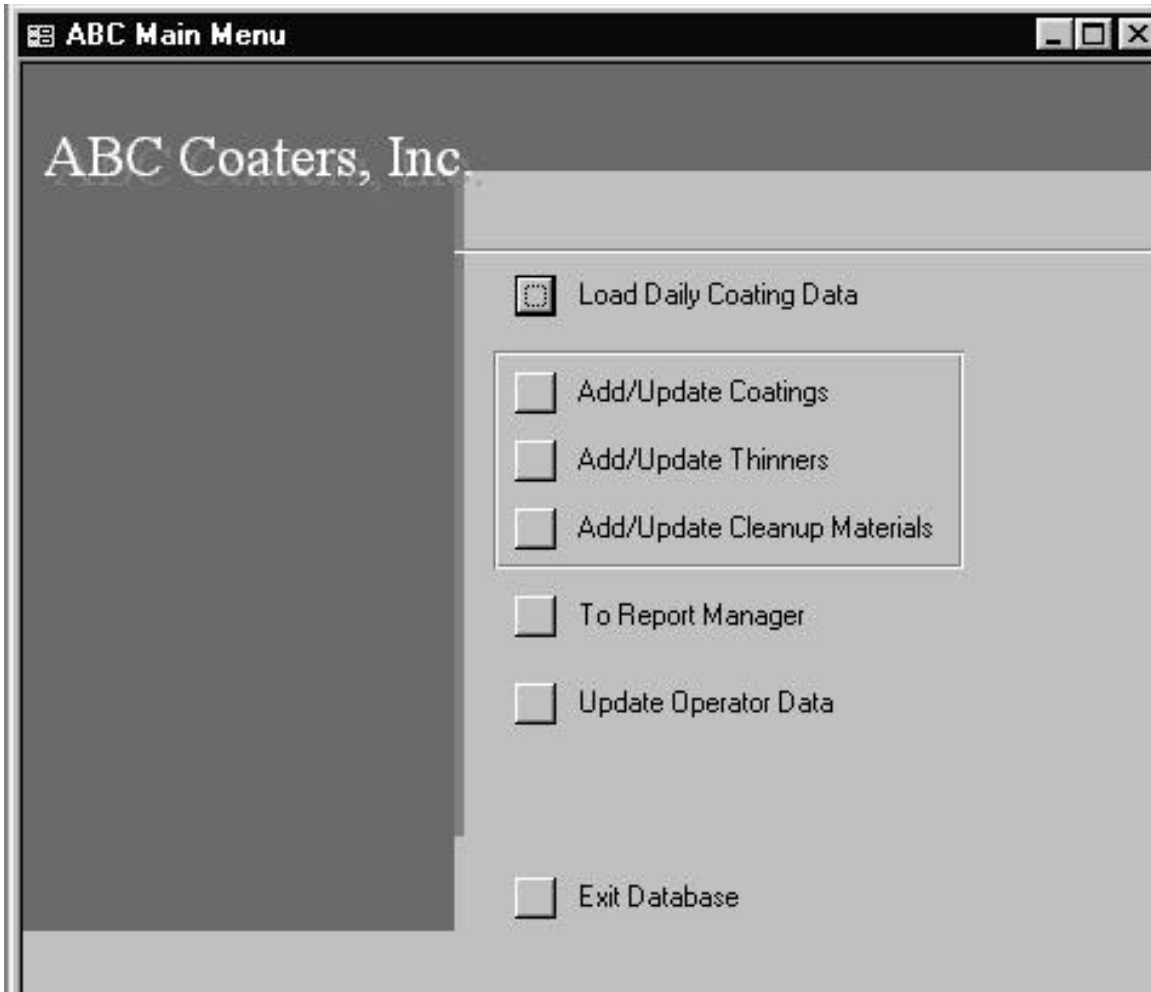 ABC Main Menu
ABC Coaters, Inc.
Load Daily Coating Data
Add/Update Coatings
Add/Update Thinners
Add/Update Cleanup Materials
To Report Manager
Update Operator Data
Exit Database